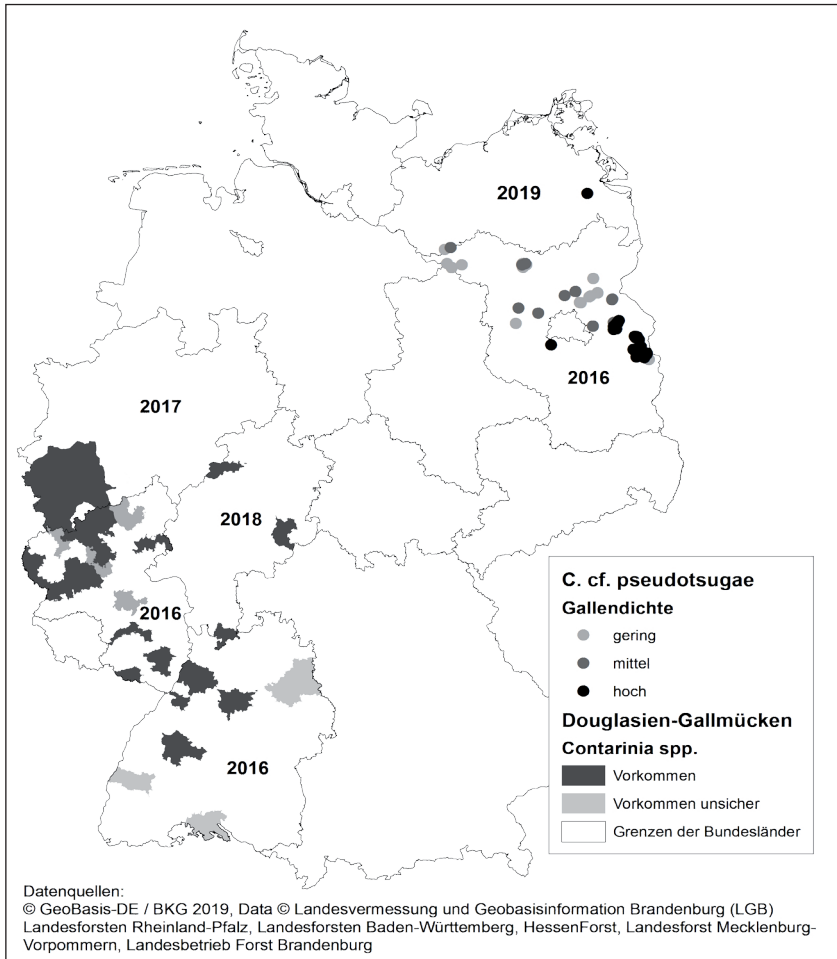 2019
2016
2017
2018
2016
2016
C. cf. pseudotsugae
Gallendichte
gering
mittel
hoch
Douglasien-Gallmücken
Contarinia spp.
Vorkommen
Vorkommen unsicher
Grenzen der Bundesländer
Datenquellen:
© GeoBasis-DE / BKG 2019, Data © Landesvermessung und Geobasisinformation Brandenburg (LGB)
Landesforsten Rheinland-Pfalz, Landesforsten Baden-Württemberg, HessenForst, Landesforst Mecklenburg-
Vorpommern, Landesbetrieb Forst Brandenburg